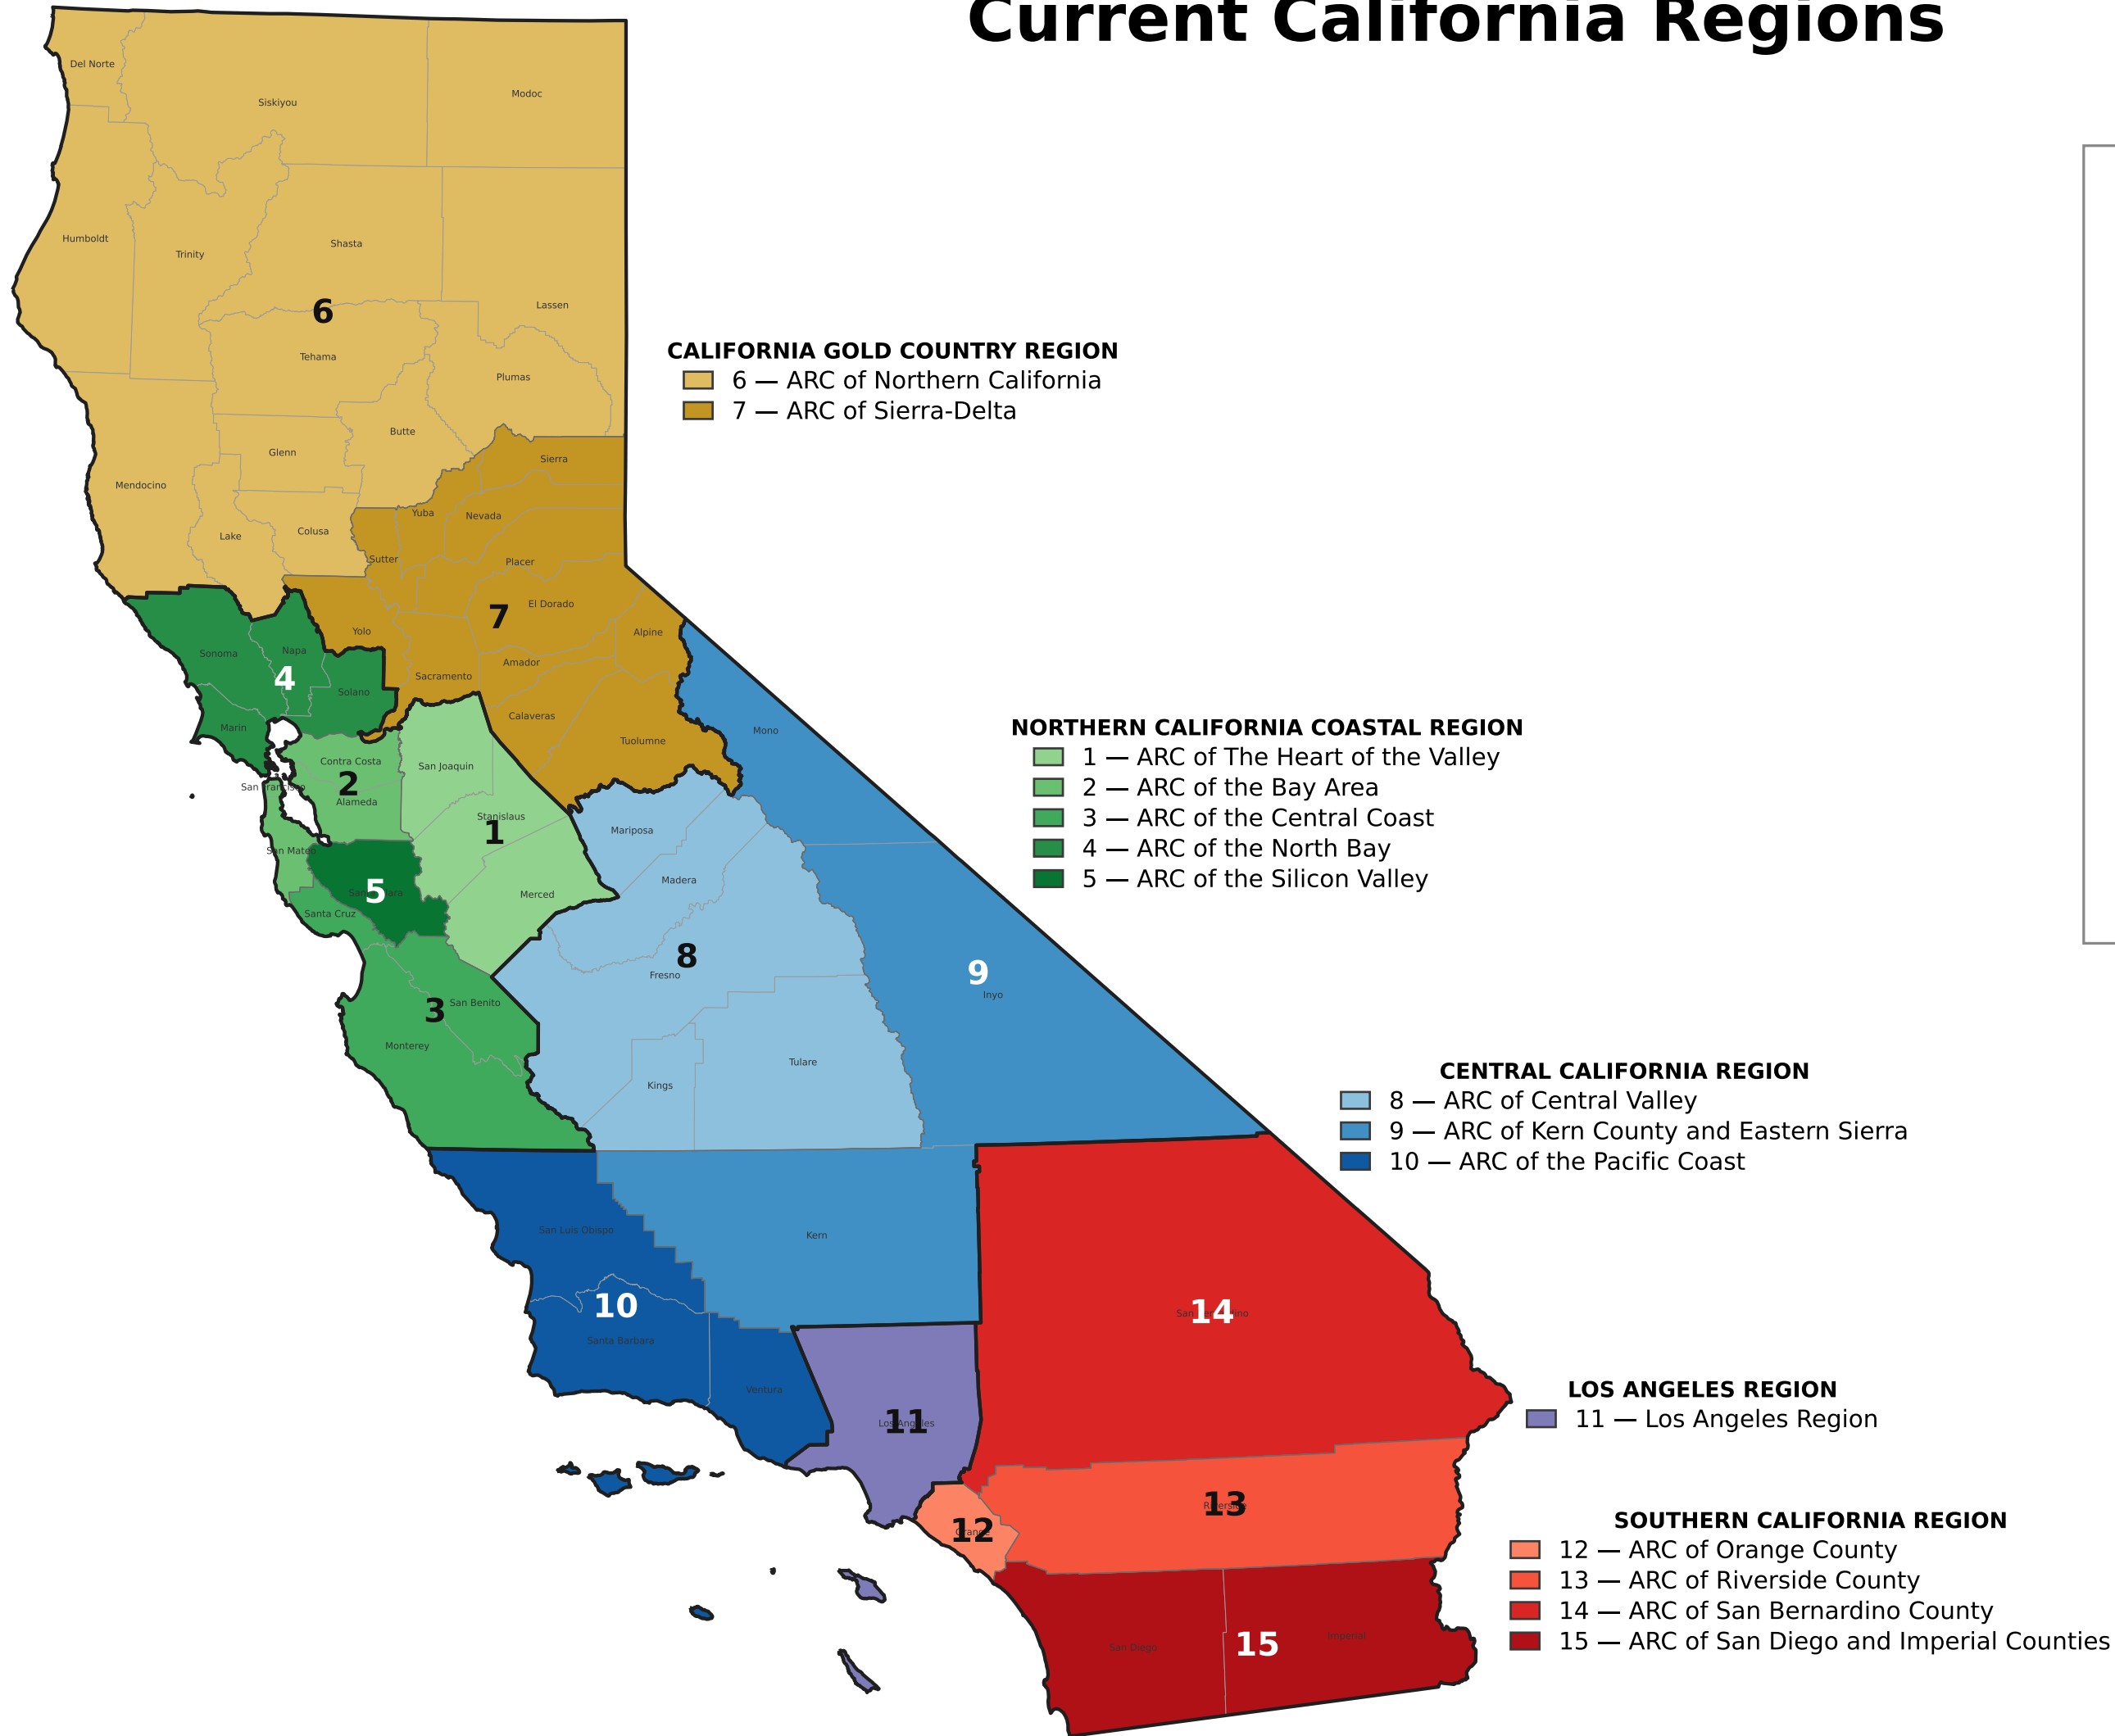 Current California Regions
Del Norte
Siskiyou
Modoc
Humboldt
Trinity
Shasta
Lassen
6
Tehama
Plumas
Butte
Glenn
Mendocino
Lake
Colusa
CALIFORNIA GOLD COUNTRY REGION
6 — ARC of Northern California
7 — ARC of Sierra-Delta
Sierra
Yuba
Nevada
Sutter
Placer
7
El Dorado
Yolo
Alpine
Amador
Sacramento
Calaveras
Tuolumne
Sonoma
Napa
4
Solano
Marin
Mono
NORTHERN CALIFORNIA COASTAL REGION
1 — ARC of The Heart of the Valley
2 — ARC of the Bay Area
3 — ARC of the Central Coast
4 — ARC of the North Bay
5 — ARC of the Silicon Valley
Contra Costa
2
San Francisco
Alameda
San Joaquin
Stanislaus
1
San Mateo
5
Merced
Santa Cruz
Mariposa
Madera
8
Fresno
9
Inyo
3
San Benito
Monterey
Kings
Tulare
CENTRAL CALIFORNIA REGION
8 — ARC of Central Valley
9 — ARC of Kern County and Eastern Sierra
10 — ARC of the Pacific Coast
San Luis Obispo
Kern
10
Santa Barbara
Ventura
14
11
Los Angeles
LOS ANGELES REGION
11 — Los Angeles Region
13
Riverside
12
Orange
SOUTHERN CALIFORNIA REGION
12 — ARC of Orange County
13 — ARC of Riverside County
14 — ARC of San Bernardino County
15 — ARC of San Diego and Imperial Counties
San Diego
15
Imperial